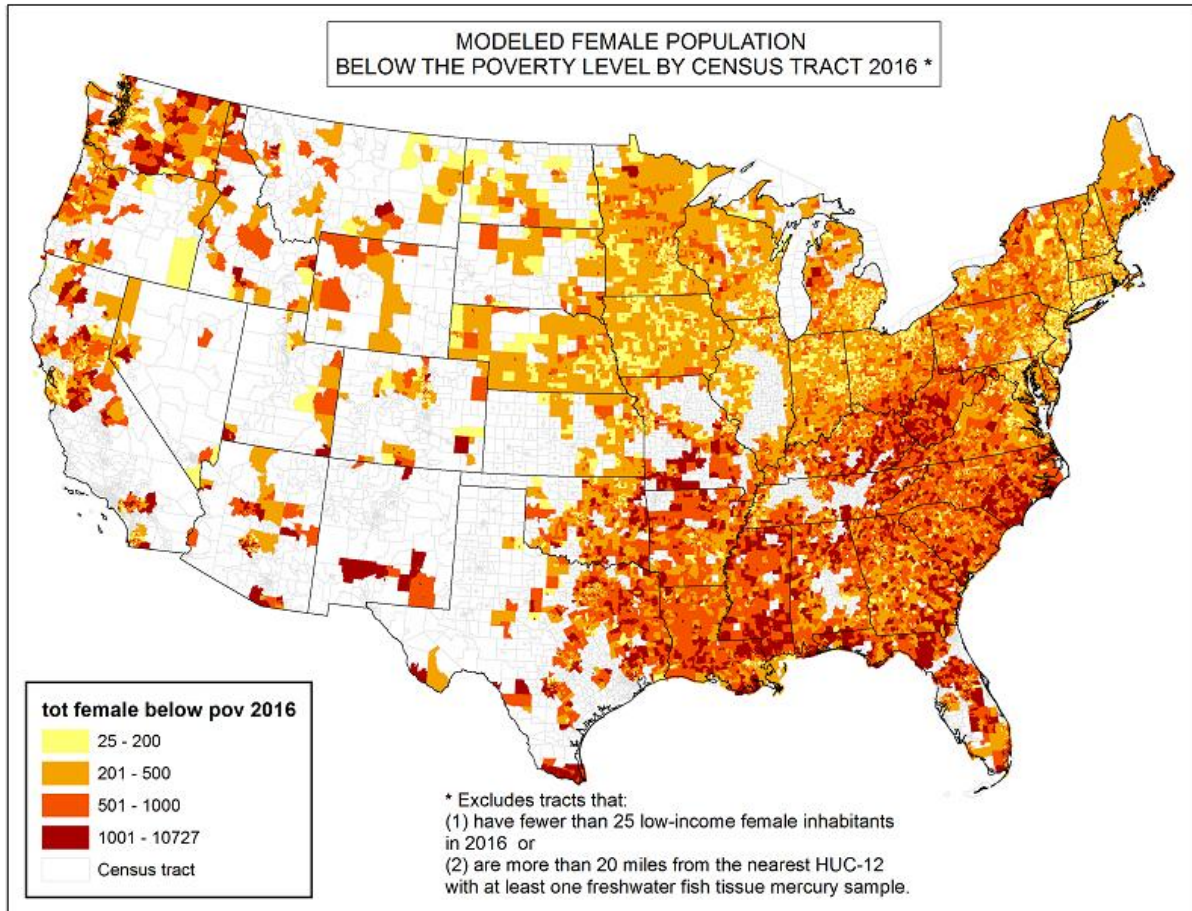 MODELED FEMALE POPULATION
BELOW THE POVERTY LEVEL BY CENSUS TRACT 2016 *
tot female below pov 2016
25 - 200
201 - 500
501 - 1000
1001 - 10727
Census tract
* Excludes tracts that:
(1) have fewer than 25 low-income female inhabitants
in 2016 or
(2) are more than 20 miles from the nearest HUC-12
with at least one freshwater fish tissue mercury sample.